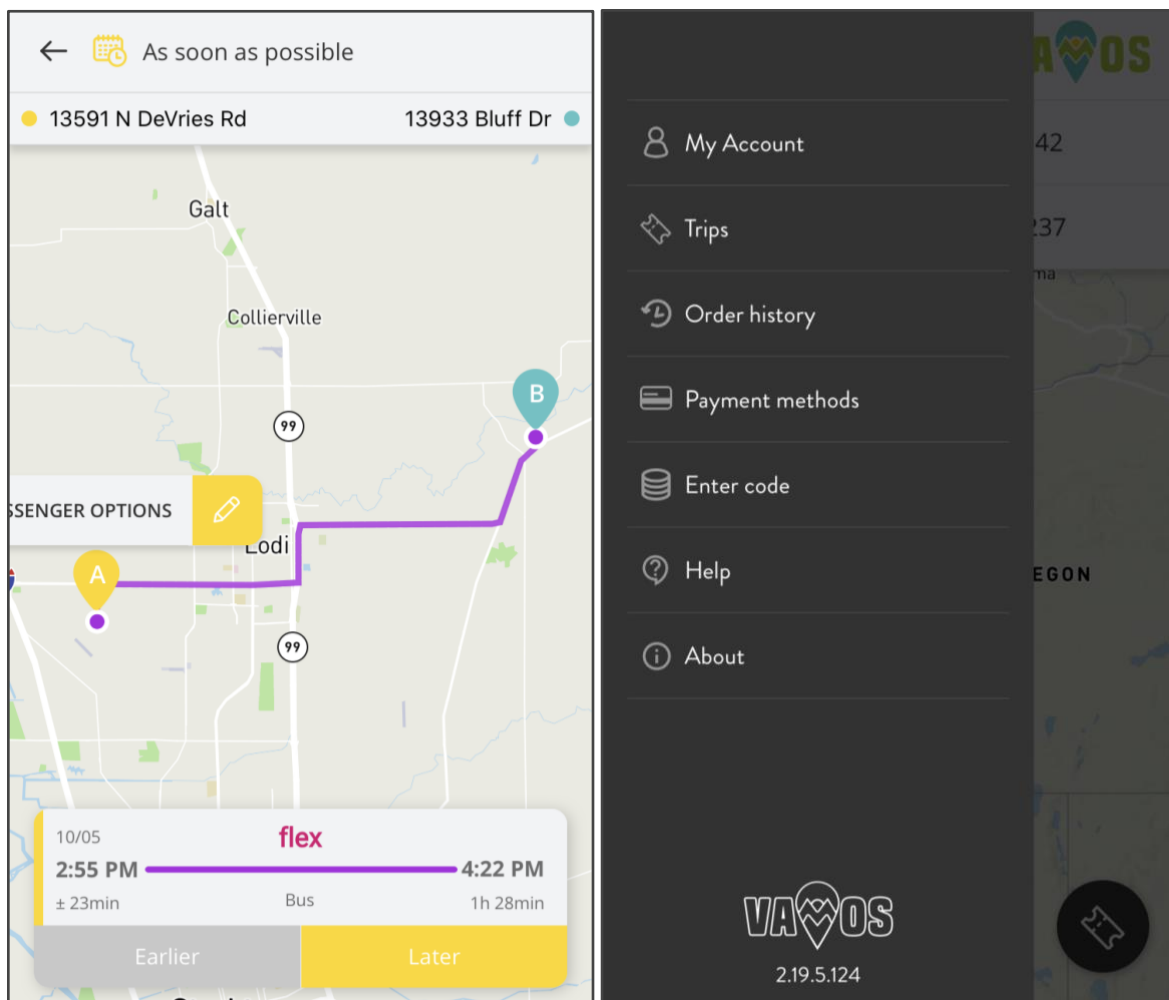 As soon as possible
13591 N DeVries Rd 13933 Bluff Dr
Galt
Collierville
99
B
SSENGER OPTIONS
Lodi
A
99
10/05 flex
2:55 PM 4:22 PM
± 23min Bus 1h 28min
Earlier Later
AVOS
My Account
42
Trips
237
ma
Order history
Payment methods
Enter code
Help
EGON
About
VAMOS
2.19.5.124